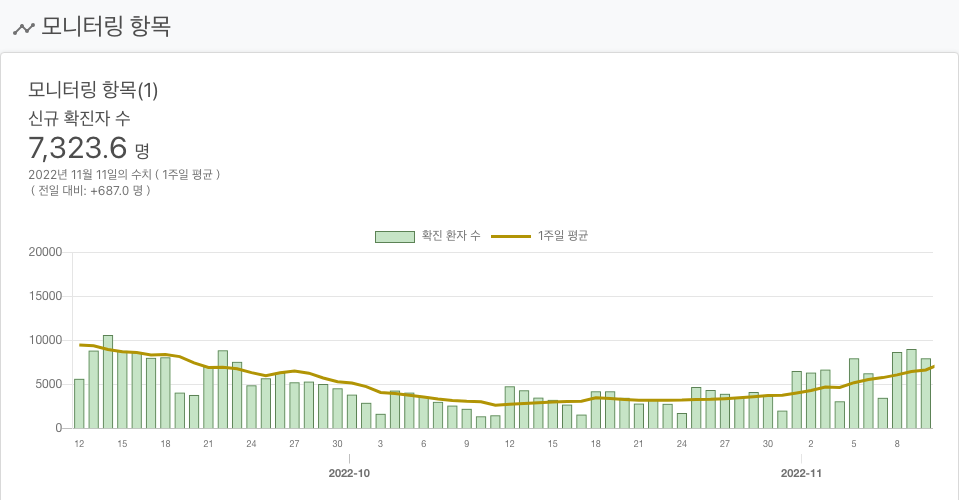 모니터링 항목
모니터링 항목(1)
신규 확진자 수
7,323.6 명
2022년 11월 11일의 수치 ( 1주일 평균 )
( 전일 대비: +687.0 명 )
확진 환자 수 1주일 평균
20000
15000
10000
5000
0
12 15 18 21 24 27 30 3 6 9 12 15 18 21 24 27 30 2 5 8
2022-10 2022-11